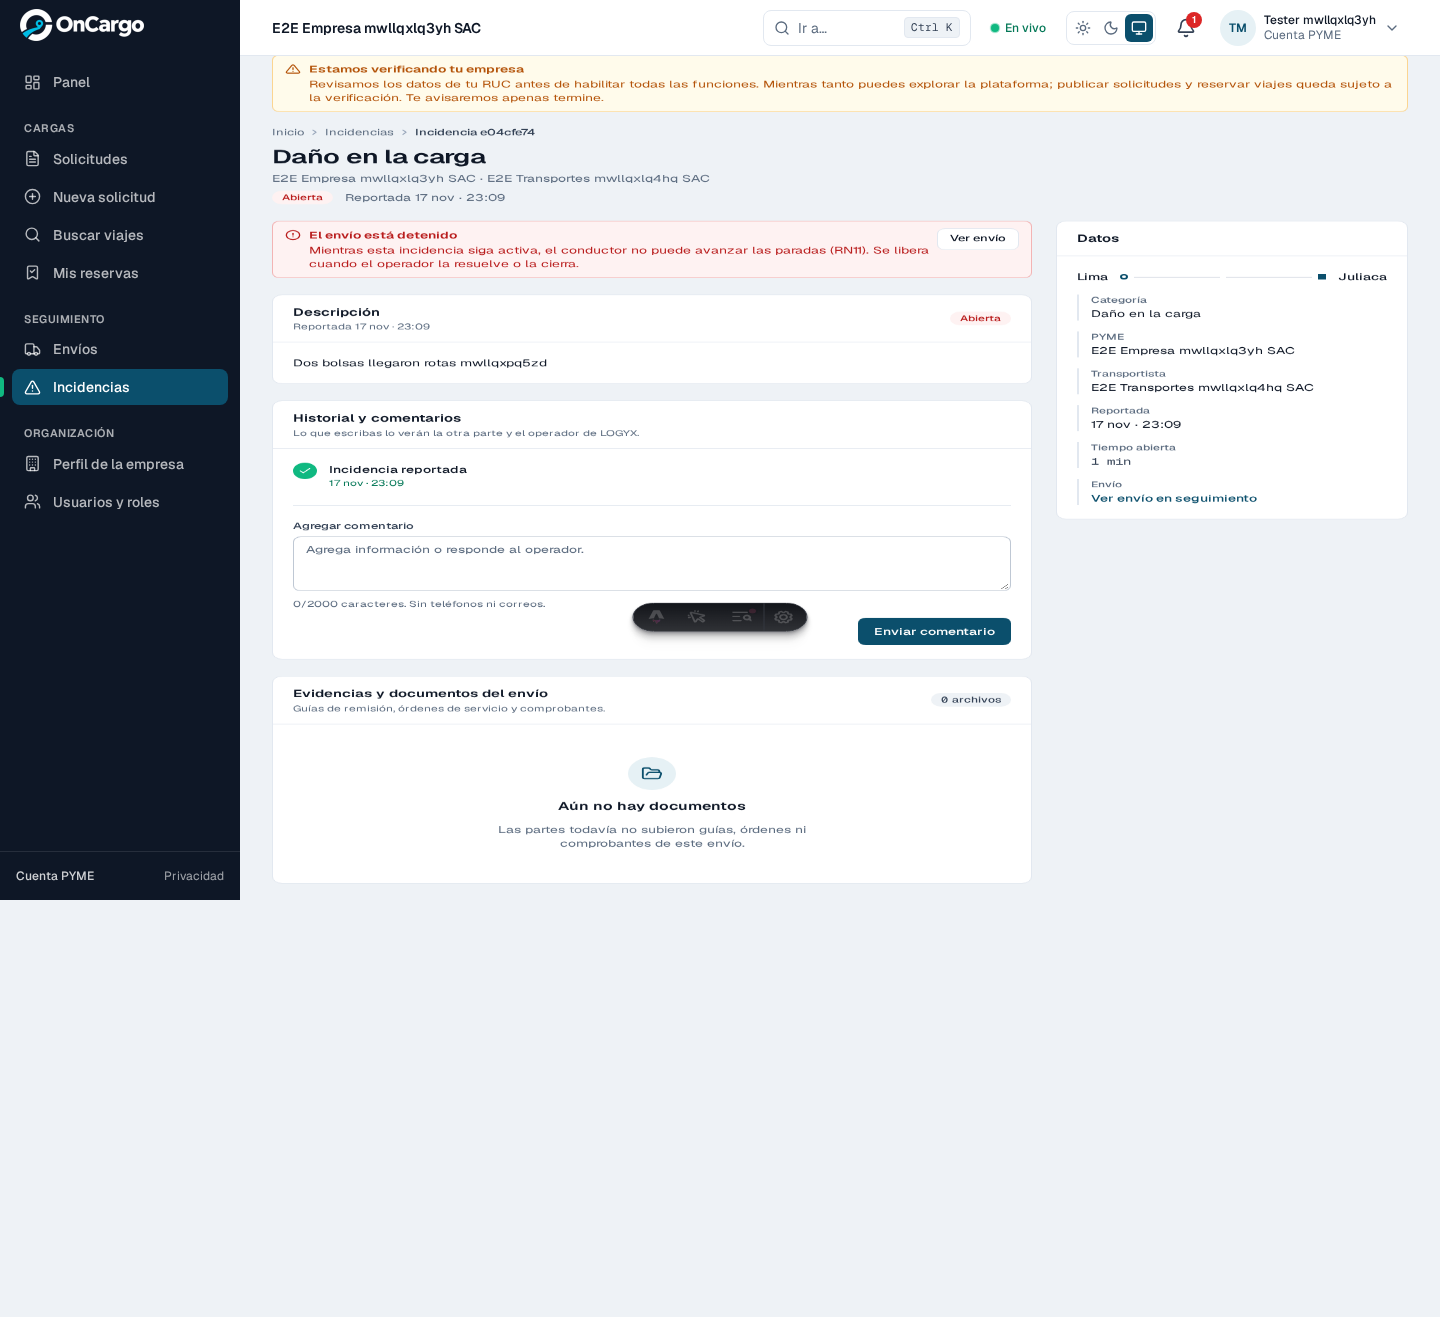 OnCargo
Panel
CARGAS
Solicitudes
Nueva solicitud
Buscar viajes
Mis reservas
SEGUIMIENTO
Envíos
Incidencias
ORGANIZACIÓN
Perfil de la empresa
Usuarios y roles
Cuenta PYME
Privacidad
E2E Empresa mwllqxlq3yh SAC
Ir a...
Ctrl K
En vivo
1
TM
Tester mwllqxlq3yh
Cuenta PYME
Estamos verificando tu empresa
Revisamos los datos de tu RUC antes de habilitar todas las funciones. Mientras tanto puedes explorar la plataforma; publicar solicitudes y reservar viajes queda sujeto a
la verificación. Te avisaremos apenas termine.
Inicio > Incidencias > Incidencia e04cfe74
Daño en la carga
E2E Empresa mwllqxlq3yh SAC · E2E Transportes mwllqxlq4hq SAC
Abierta
Reportada 17 nov · 23:09
El envío está detenido
Mientras esta incidencia siga activa, el conductor no puede avanzar las paradas (RN11). Se libera
cuando el operador la resuelve o la cierra.
Ver envío
Descripción
Reportada 17 nov · 23:09
Abierta
Dos bolsas llegaron rotas mwllqxpq5zd
Historial y comentarios
Lo que escribas lo verán la otra parte y el operador de LOGYX.
Incidencia reportada
17 nov · 23:09
Agregar comentario
Agrega información o responde al operador.
0/2000 caracteres. Sin teléfonos ni correos.
Enviar comentario
Evidencias y documentos del envío
Guías de remisión, órdenes de servicio y comprobantes.
0 archivos
Aún no hay documentos
Las partes todavía no subieron guías, órdenes ni
comprobantes de este envío.
Datos
Lima
Juliaca
Categoría
Daño en la carga
PYME
E2E Empresa mwllqxlq3yh SAC
Transportista
E2E Transportes mwllqxlq4hq SAC
Reportada
17 nov · 23:09
Tiempo abierta
1 min
Envío
Ver envío en seguimiento